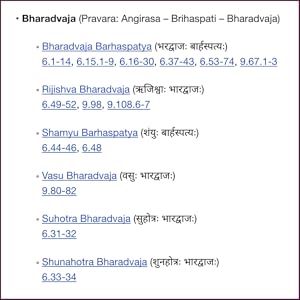 • Bharadvaja (Pravara: Angirasa – Brihaspati – Bharadvaja)
Bharadvaja Barhaspatya (भरद्वाजः बार्हस्पत्यः)
6.1-14, 6.15.1-9, 6.16-30, 6.37-43, 6.53-74, 9.67.1-3
Rijishva Bharadvaja (ऋजिश्वाः भारद्वाजः)
6.49-52, 9.98, 9.108.6-7
Shamyu Barhaspatya (शंयुः बार्हस्पत्यः)
6.44-46, 6.48
Vasu Bharadvaja (वसुः भारद्वाजः)
9.80-82
Suhotra Bharadvaja (सुहोत्रः भारद्वाजः)
6.31-32
Shunahotra Bharadvaja (शुनहोत्रः भारद्वाजः)
6.33-34